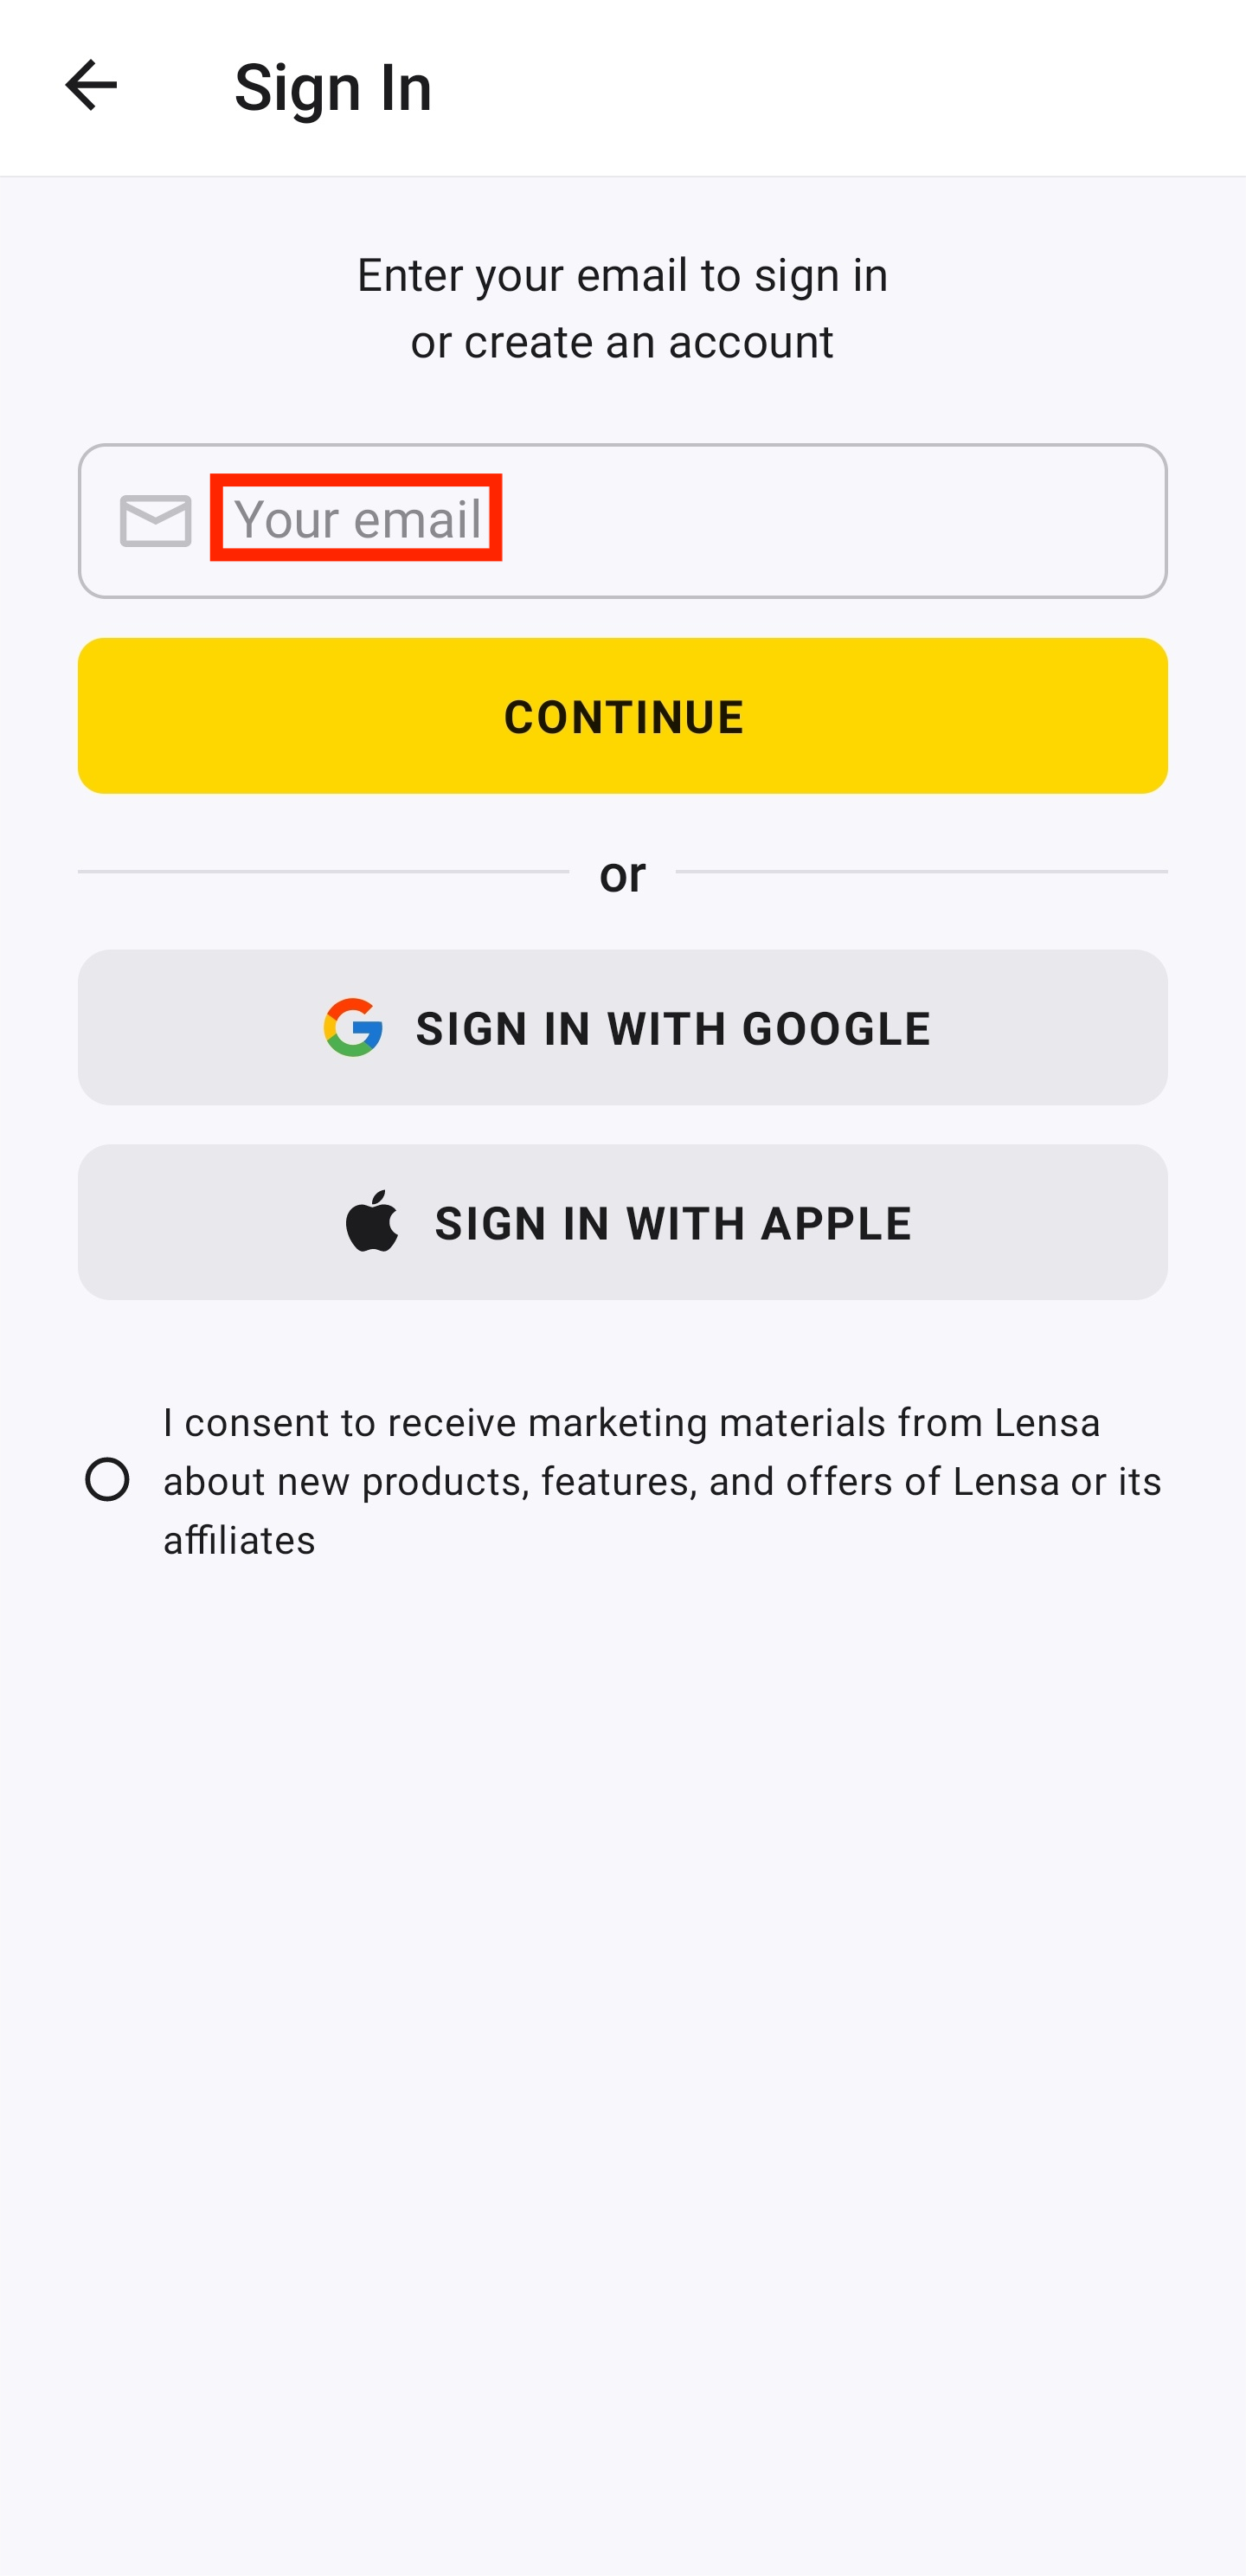 Sign In
Enter your email to sign in
or create an account
Your email
CONTINUE
or
SIGN IN WITH GOOGLE
SIGN IN WITH APPLE
I consent to receive marketing materials from Lensa
about new products, features, and offers of Lensa or its
affiliates